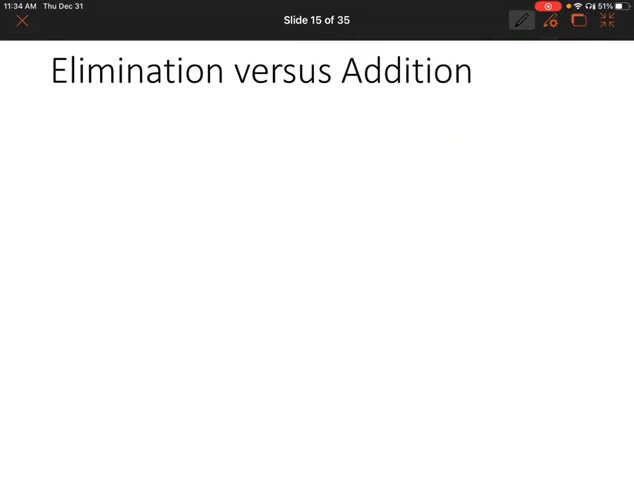 11:34 AM Thu Dec 31 51%
Slide 15 of 35
Elimination versus Addition